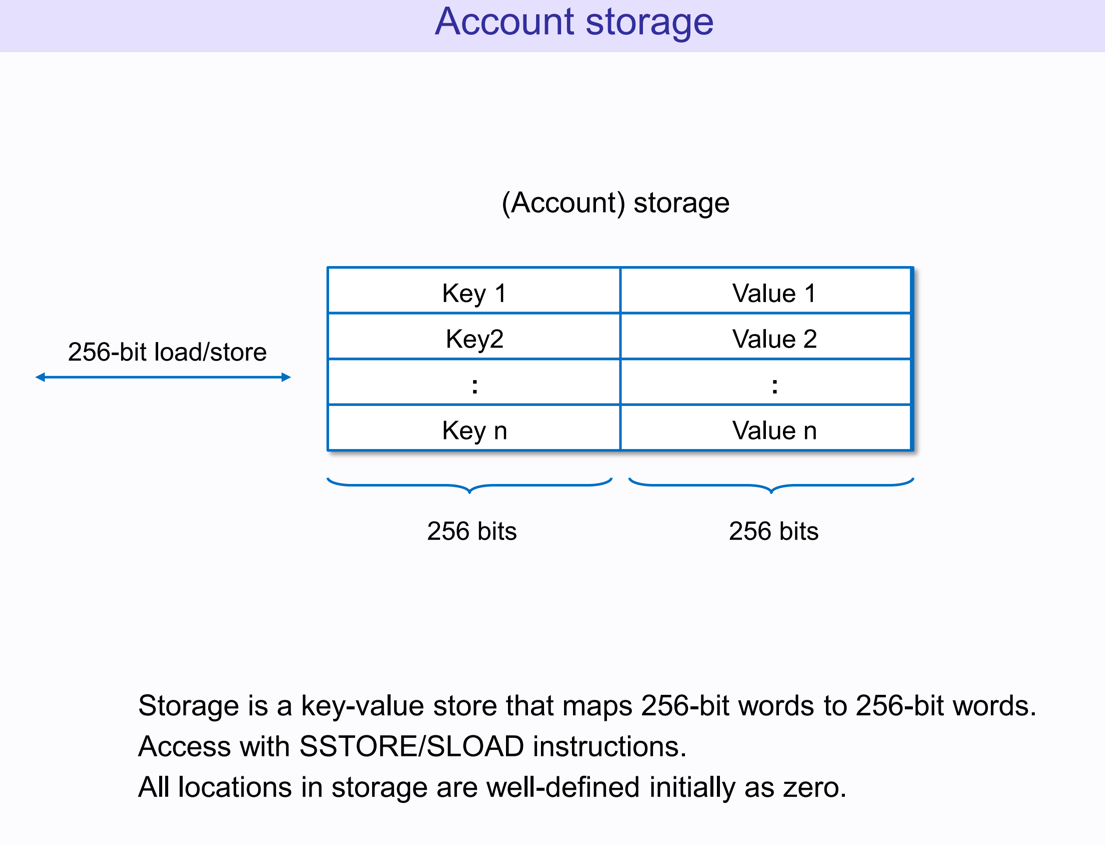 Account storage
(Account) storage
Key 1 Value 1
256-bit load/store
Key2 Value 2
: :
Key n Value n
256 bits 256 bits
Storage is a key-value store that maps 256-bit words to 256-bit words.
Access with SSTORE/SLOAD instructions.
All locations in storage are well-defined initially as zero.